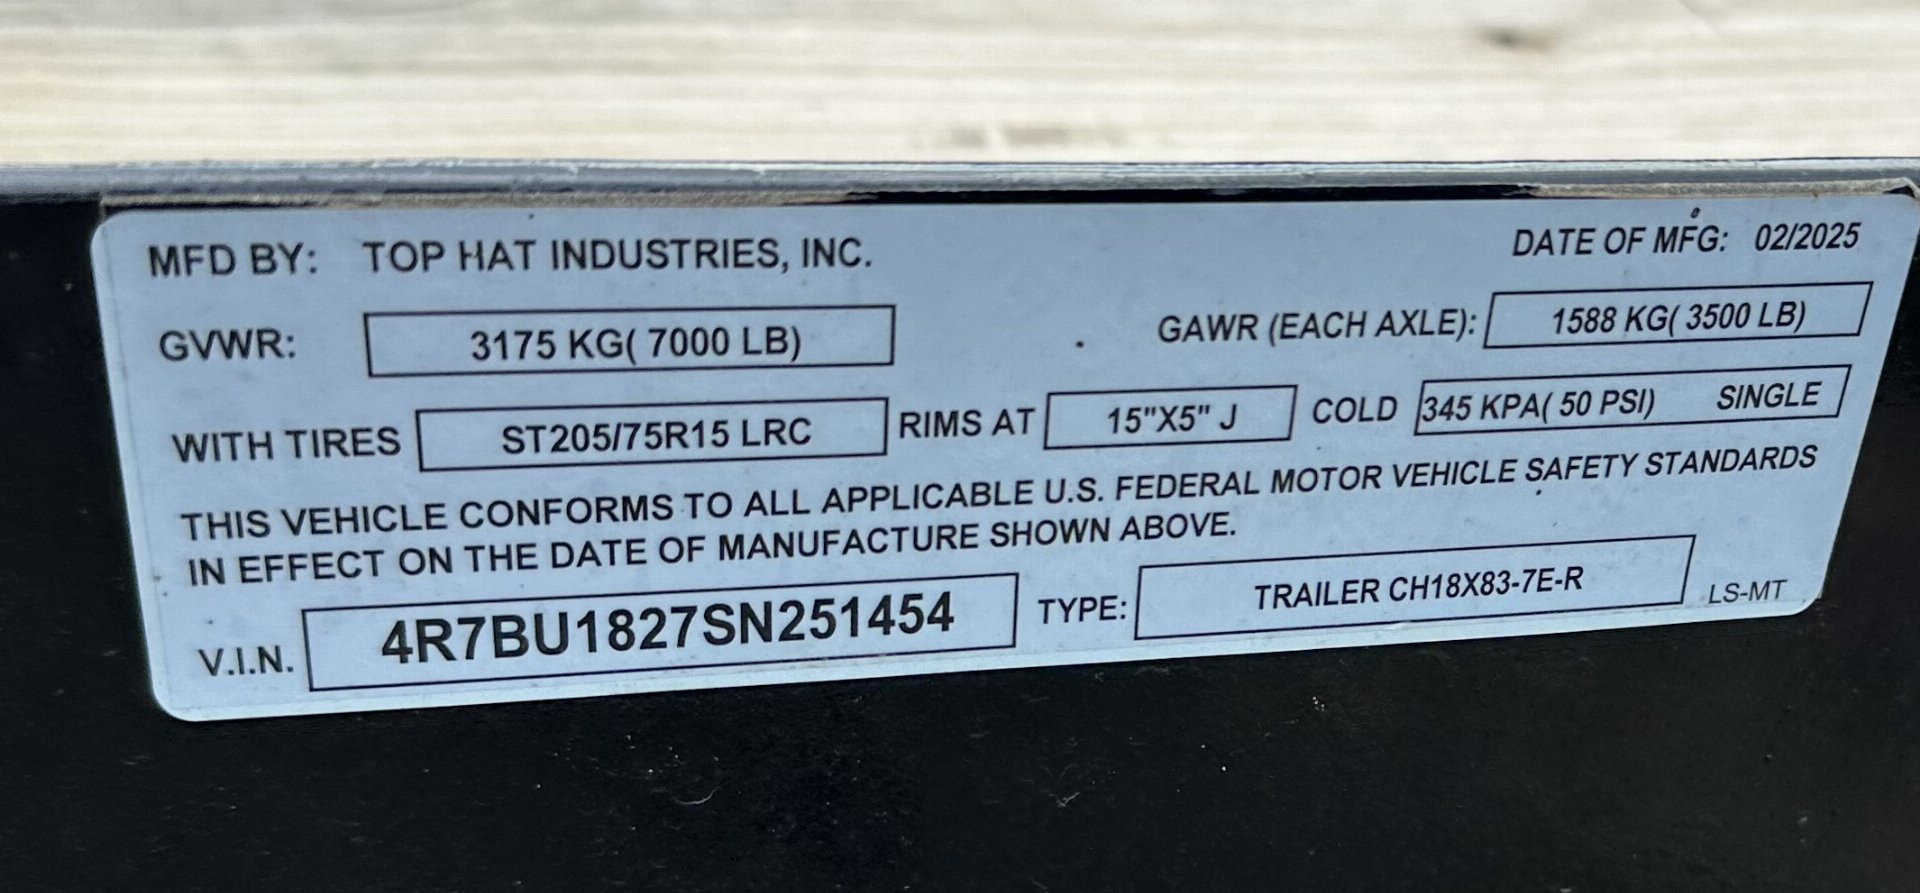 MFD BY: TOP HAT INDUSTRIES, INC. DATE OF MFG: 02/2025
GVWR: 3175 KG( 7000 LB) GAWR (EACH AXLE): 1588 KG( 3500 LB)
WITH TIRES ST205/75R15 LRC RIMS AT 15"X5" J COLD 345 KPA( 50 PSI) SINGLE
THIS VEHICLE CONFORMS TO ALL APPLICABLE U.S. FEDERAL MOTOR VEHICLE SAFETY STANDARDS
IN EFFECT ON THE DATE OF MANUFACTURE SHOWN ABOVE.
V.I.N. 4R7BU1827SN251454 TYPE: TRAILER CH18X83-7E-R LS-MT